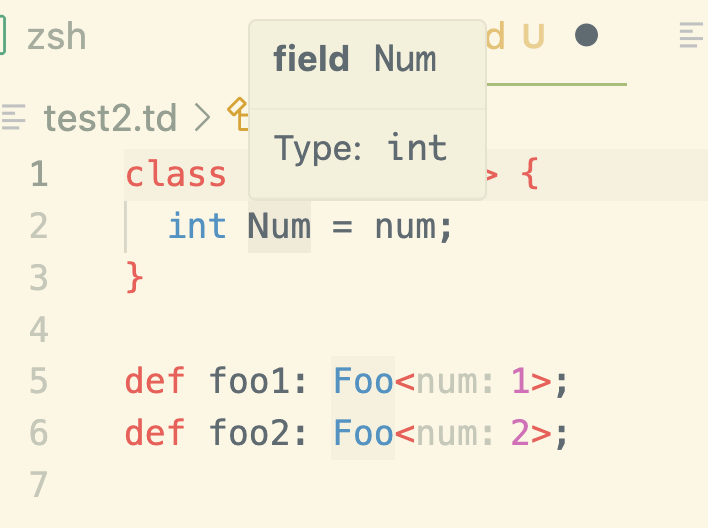 zsh
d U
test2.td
field Num
Type: int
1 class > {
2 int Num = num;
3 }
4
5 def foo1: Foo<num: 1>;
6 def foo2: Foo<num: 2>;
7